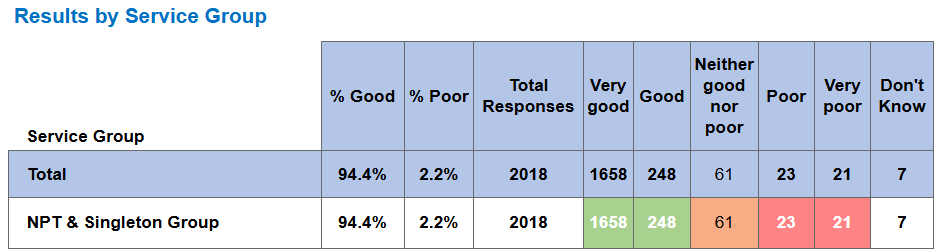 Results by Service Group
Service Group % Good % Poor Total Responses Very good Good Neither good nor poor Poor Very poor Don't Know
Total 94.4% 2.2% 2018 1658 248 61 23 21 7
NPT & Singleton Group 94.4% 2.2% 2018 1658 248 61 23 21 7